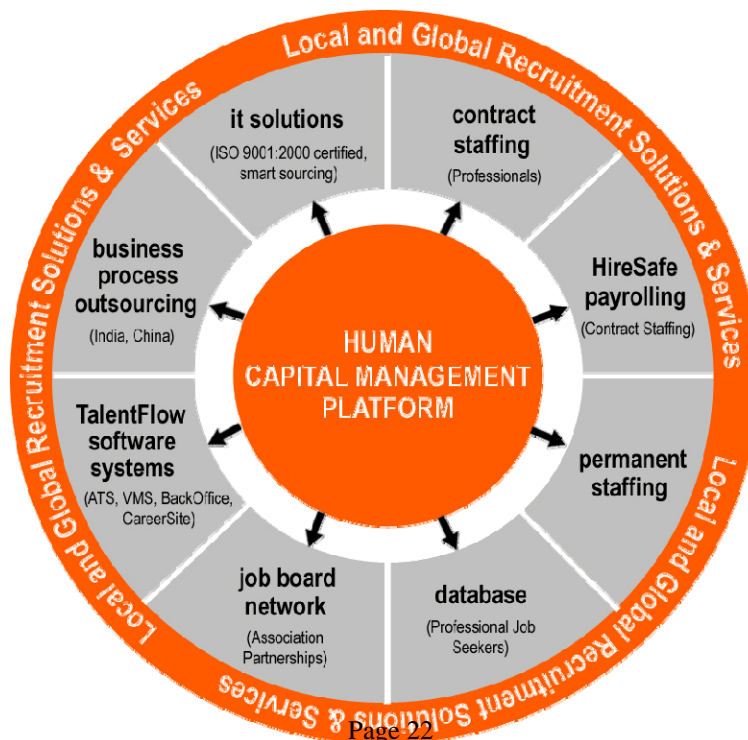 Local and Global Recruitment Solutions & Services
Local and Global Recruitment Solutions & Services
Local and Global Recruitment Solutions & Services
Local and Global Recruitment Solutions & Services
it solutions
(ISO 9001:2000 certified,
smart sourcing)
contract
staffing
(Professionals)
HireSafe
payrolling
(Contract Staffing)
permanent
staffing
database
(Professional Job
Seekers)
job board
network
(Association
Partnerships)
TalentFlow
software
systems
(ATS, VMS, BackOffice,
CareerSite)
business
process
outsourcing
(India, China)
HUMAN
CAPITAL MANAGEMENT
PLATFORM
Page 22